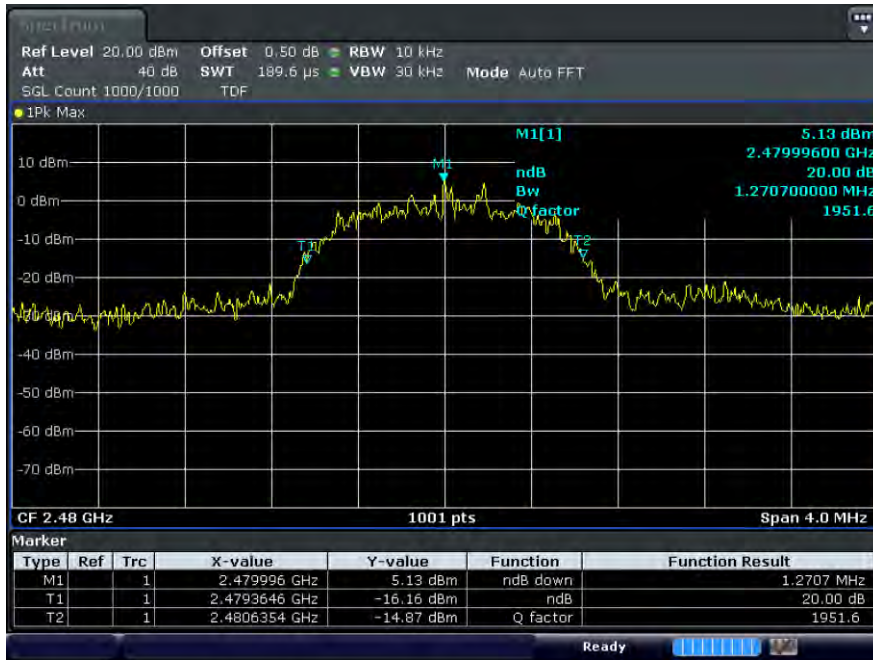 Spectrum
Ref Level 20.00 dBm Offset 0.50 dB RBW 10 kHz
Att 40 dB SWT 189.6 µs VBW 30 kHz Mode Auto FFT
SGL Count 1000/1000 TDF
1Pk Max
M1[1] 5.13 dBm
2.47999600 GHz
10 dBm
M1
ndB 20.00 dB
Bw 1.270700000 MHz
0 dBm
Q factor 1951.6
-10 dBm
T1 T2
-20 dBm
-30 dBm
-40 dBm
-50 dBm
-60 dBm
-70 dBm
CF 2.48 GHz 1001 pts Span 4.0 MHz
Marker
Type Ref Trc X-value Y-value Function Function Result
M1 1 2.479996 GHz 5.13 dBm ndB down 1.2707 MHz
T1 1 2.4793646 GHz -16.16 dBm ndB 20.00 dB
T2 1 2.4806354 GHz -14.87 dBm Q factor 1951.6
Ready